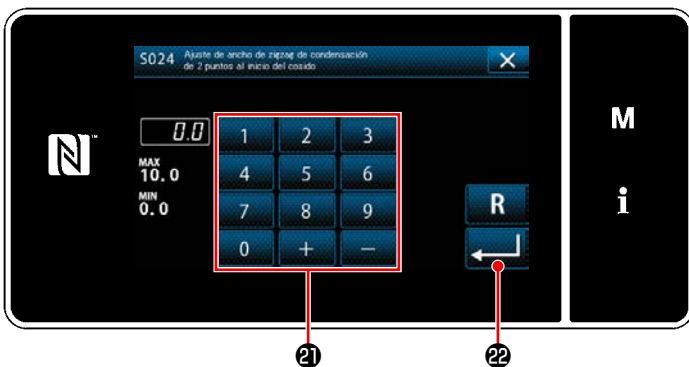 S024 Ajuste de ancho de zigzag de condensación
de 2 puntos al inicio del cosido
0.0
1 2 3
MAX
10.0
4 5 6
MIN
0.0
7 8 9
0 + −
R
M
i
N™
㉑ ㉒